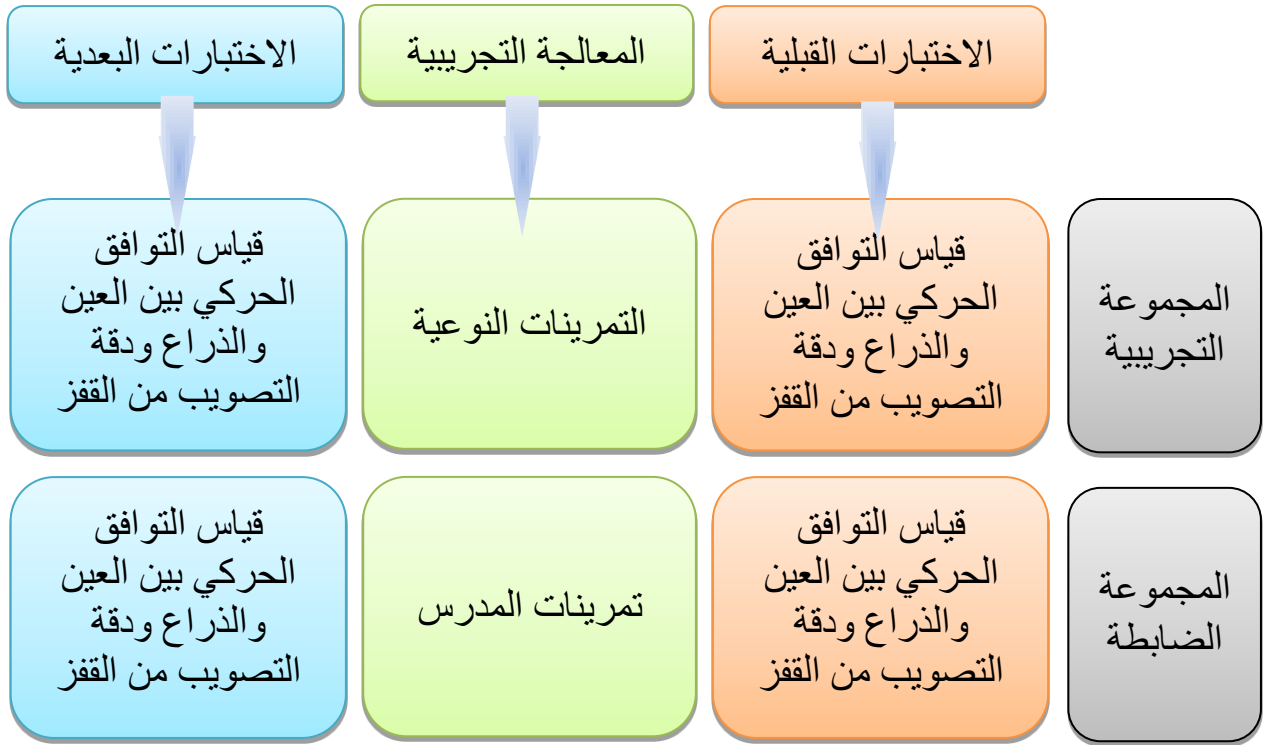 الاختبارات القبلية
المعالجة التجريبية
الاختبارات البعدية
المجموعة
التجريبية
قياس التوافق
الحركي بين العين
والذراع ودقة
التصويب من القفز
التمرينات النوعية
قياس التوافق
الحركي بين العين
والذراع ودقة
التصويب من القفز
المجموعة
الضابطة
قياس التوافق
الحركي بين العين
والذراع ودقة
التصويب من القفز
تمرينات المدرس
قياس التوافق
الحركي بين العين
والذراع ودقة
التصويب من القفز